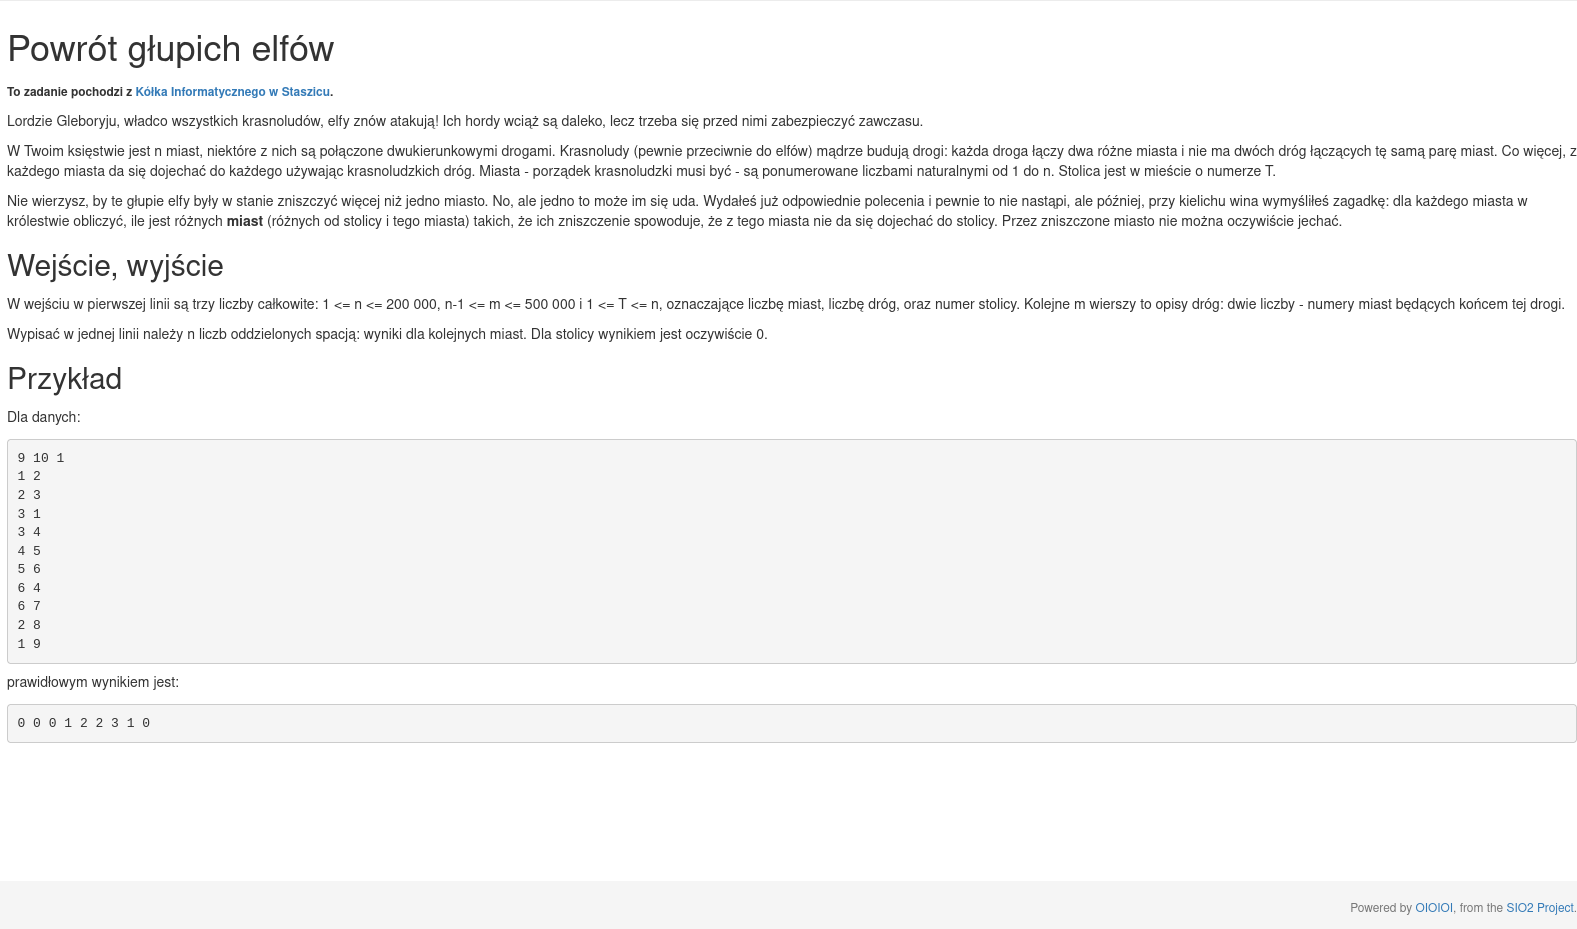 Powrót głupich elfów
To zadanie pochodzi z Kółka Informatycznego w Staszicu.
Lordzie Gleboryju, władco wszystkich krasnoludów, elfy znów atakują! Ich hordy wciąż są daleko, lecz trzeba się przed nimi zabezpieczyć zawczasu.
W Twoim księstwie jest n miast, niektóre z nich są połączone dwukierunkowymi drogami. Krasnoludy (pewnie przeciwnie do elfów) mądrze budują drogi: każda droga łączy dwa różne miasta i nie ma dwóch dróg łączących tę samą parę miast. Co więcej, z
każdego miasta da się dojechać do każdego używając krasnoludzkich dróg. Miasta - porządek krasnoludzki musi być - są ponumerowane liczbami naturalnymi od 1 do n. Stolica jest w mieście o numerze T.
Nie wierzysz, by te głupie elfy były w stanie zniszczyć więcej niż jedno miasto. No, ale jedno to może im się uda. Wydałeś już odpowiednie polecenia i pewnie to nie nastąpi, ale później, przy kielichu wina wymyśliłeś zagadkę: dla każdego miasta w
królestwie obliczyć, ile jest różnych miast (różnych od stolicy i tego miasta) takich, że ich zniszczenie spowoduje, że z tego miasta nie da się dojechać do stolicy. Przez zniszczone miasto nie można oczywiście jechać.
Wejście, wyjście
W wejściu w pierwszej linii są trzy liczby całkowite: 1 <= n <= 200 000, n-1 <= m <= 500 000 i 1 <= T <= n, oznaczające liczbę miast, liczbę dróg, oraz numer stolicy. Kolejne m wierszy to opisy dróg: dwie liczby - numery miast będących końcem tej drogi.
Wypisać w jednej linii należy n liczb oddzielonych spacją: wyniki dla kolejnych miast. Dla stolicy wynikiem jest oczywiście 0.
Przykład
Dla danych:
9 10 1
1 2
2 3
3 1
3 4
4 5
5 6
6 4
6 7
2 8
1 9
prawidłowym wynikiem jest:
0 0 0 1 2 2 3 1 0
Powered by OIOIOI, from the SIO2 Project.